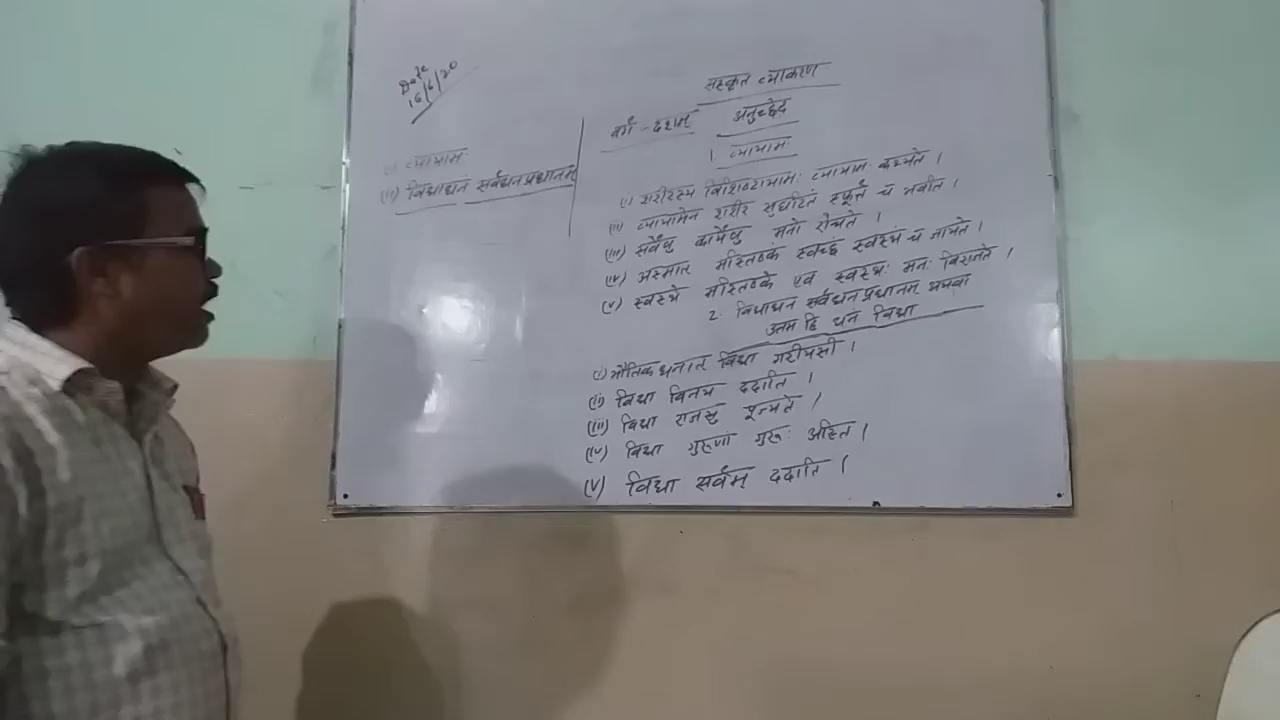 Date
16/6/20
(i) व्यायामः
(ii) विद्याधनं सर्वधनप्रधानम्
संस्कृत व्याकरण
वर्ग - दशम्
अनुच्छेद
1. व्यायामः
(i) शरीरस्य विशिष्टायामः व्यायामः कथ्यते ।
(ii) व्यायामेन शरीरं सुघटितं स्फूर्तं च भवति ।
(iii) सर्वेषु कार्येषु मनो रोचते ।
(iv) अस्मात् मस्तिष्कं स्वच्छं स्वस्थं च जायते ।
(v) स्वस्थे मस्तिष्के एव स्वस्थः मनः विराजते ।
2. विद्याधनं सर्वधनप्रधानम् अथवा
उत्तम हि धनं विद्या
(i) भौतिक धनात् विद्या गरीयसी ।
(ii) विद्या विनयं ददाति ।
(iii) विद्या राजसु पूज्यते ।
(iv) विद्या गुरूणां गुरूः अस्ति ।
(v) विद्या सर्वम् ददाति ।